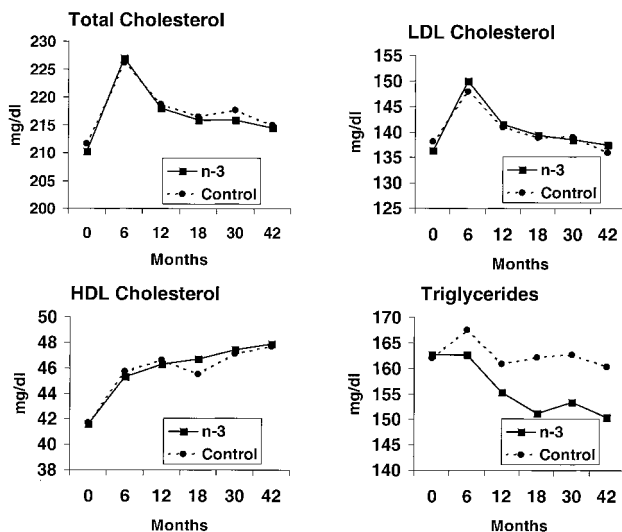 Total Cholesterol
230
225
220
215
210
205
200
mg/dl
n-3
Control
0 6 12 18 30 42
Months
LDL Cholesterol
155
150
145
140
135
130
125
mg/dl
n-3
Control
0 6 12 18 30 42
Months
HDL Cholesterol
48
46
44
42
40
38
mg/dl
n-3
Control
0 6 12 18 30 42
Months
Triglycerides
170
165
160
155
150
145
140
mg/dl
n-3
Control
0 6 12 18 30 42
Months